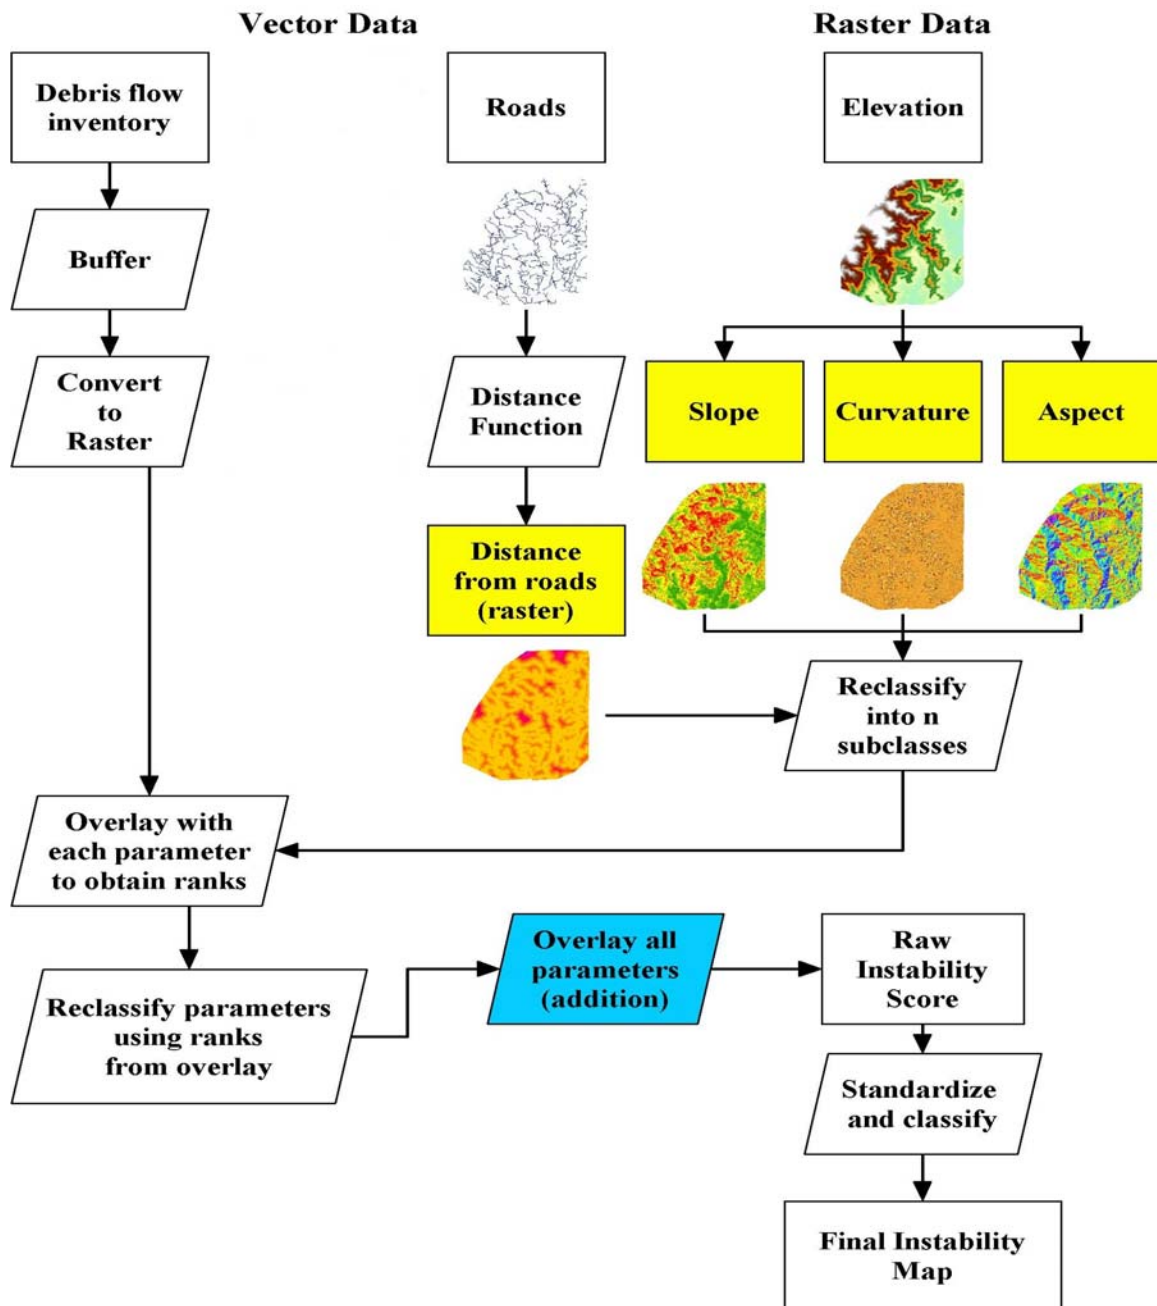 Vector Data
Raster Data
Debris flow
inventory
Roads
Elevation
Buffer
Convert
to
Raster
Distance
Function
Slope
Curvature
Aspect
Distance
from roads
(raster)
Reclassify
into n
subclasses
Overlay with
each parameter
to obtain ranks
Reclassify parameters
using ranks
from overlay
Overlay all
parameters
(addition)
Raw
Instability
Score
Standardize
and classify
Final Instability
Map